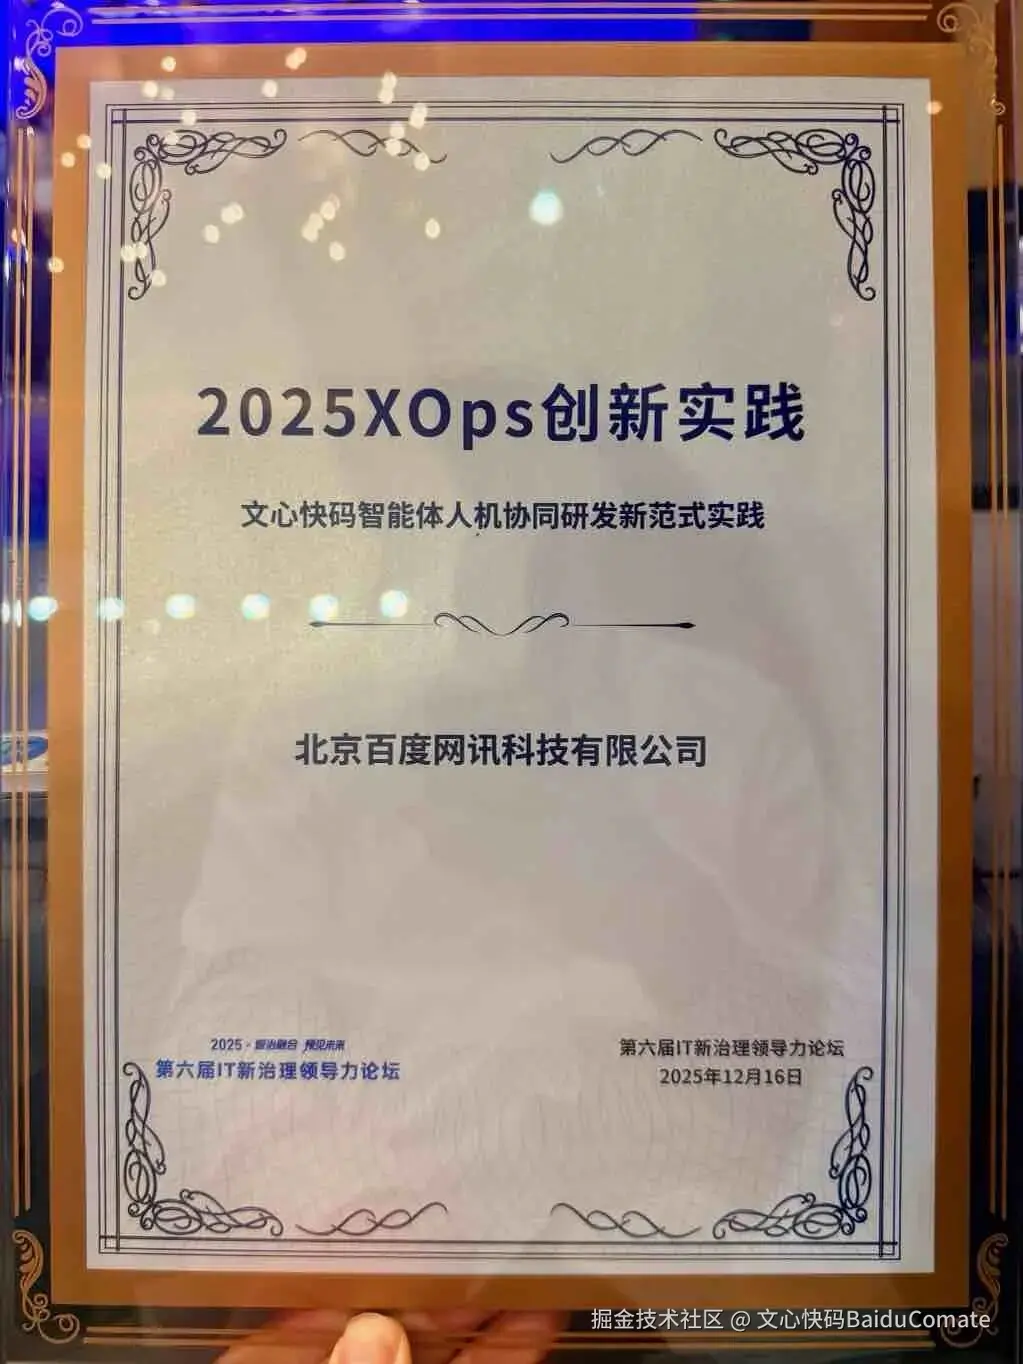 2025XOps创新实践
文心快码智能体人机协同研发新范式实践
北京百度网讯科技有限公司
2025 · 智治融合 预见未来
第六届IT新治理领导力论坛
第六届IT新治理领导力论坛
2025年12月16日
掘金技术社区 @ 文心快码BaiduComate